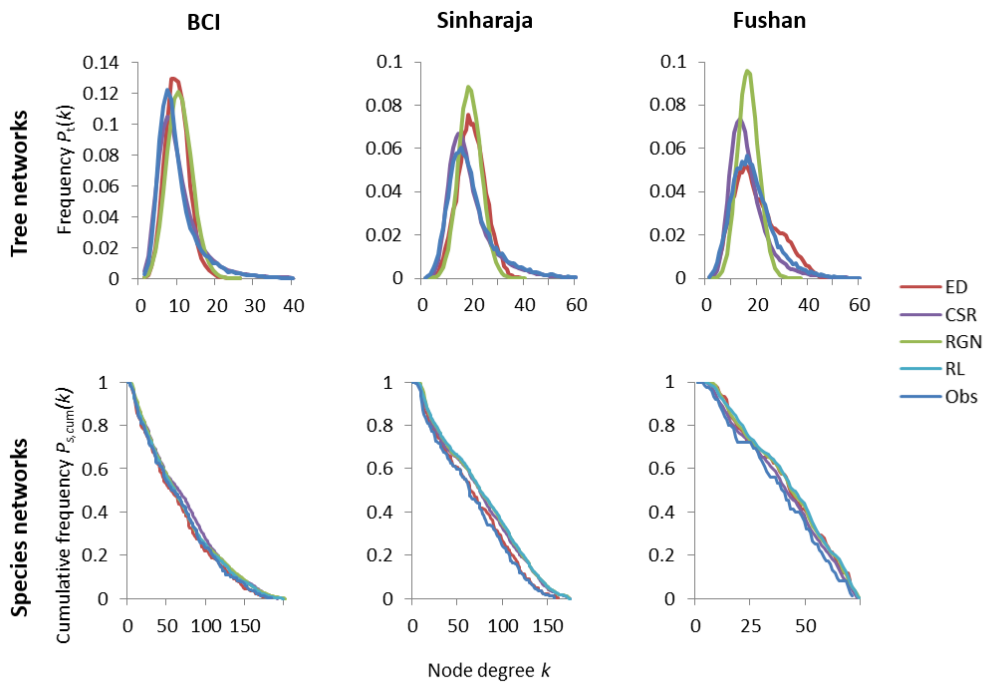 BCI
Sinharaja
Fushan
Tree networks
Frequency Pt(k)
0.14
0.12
0.1
0.08
0.06
0.04
0.02
0
0 10 20 30 40
0.1
0.08
0.06
0.04
0.02
0
0 20 40 60
0.1
0.08
0.06
0.04
0.02
0
0 20 40 60
ED
CSR
RGN
RL
Obs
Species networks
Cumulative frequency Ps,cum(k)
1
0.8
0.6
0.4
0.2
0
0 50 100 150
1
0.8
0.6
0.4
0.2
0
0 50 100 150
1
0.8
0.6
0.4
0.2
0
0 25 50
Node degree k